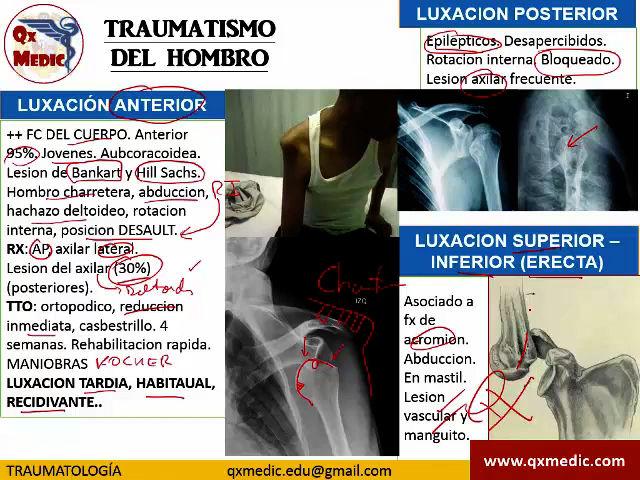 Qx
MEDIC
TRAUMATISMO
DEL HOMBRO
LUXACIÓN ANTERIOR
++ FC DEL CUERPO. Anterior
95%. Jovenes. Aubcoracoidea.
Lesion de Bankart y Hill Sachs.
Hombro charretera, abduccion,
hachazo deltoideo, rotacion
interna, posicion DESAULT.
RX: AP, axilar lateral.
Lesion del axilar (30%)
(posteriores).
TTO: ortopodico, reduccion
inmediata, casbestrillo. 4
semanas. Rehabilitacion rapida.
MANIOBRAS KOCHER
LUXACION TARDIA, HABITAUAL,
RECIDIVANTE..
RI
IZQ
LUXACION POSTERIOR
Epilepticos. Desapercibidos.
Rotacion interna. Bloqueado.
Lesion axilar frecuente.
LUXACION SUPERIOR –
INFERIOR (ERECTA)
Asociado a
fx de
acromion.
Abduccion.
En mastil.
Lesion
vascular y
manguito.
TRAUMATOLOGÍA
qxmedic.edu@gmail.com
www.qxmedic.com